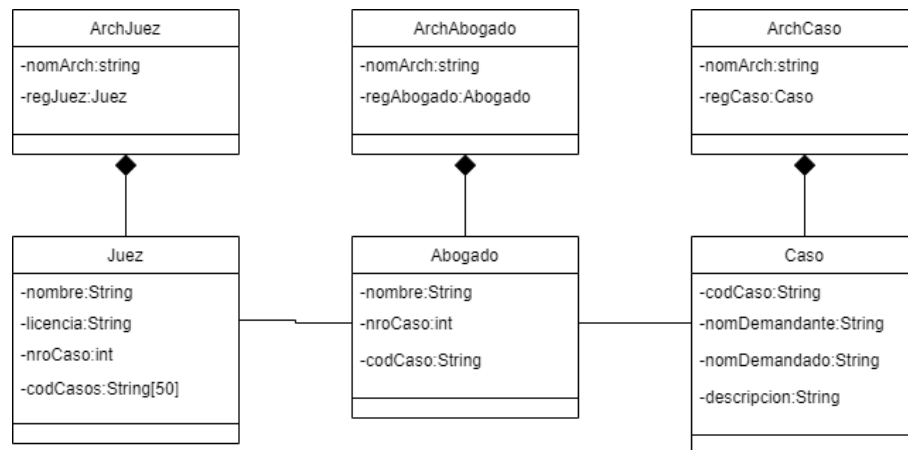 ArchJuez
-nomArch:string
-regJuez:Juez
ArchAbogado
-nomArch:string
-regAbogado:Abogado
ArchCaso
-nomArch:string
-regCaso:Caso
Juez
-nombre:String
-licencia:String
-nroCaso:int
-codCasos:String[50]
Abogado
-nombre:String
-nroCaso:int
-codCaso:String
Caso
-codCaso:String
-nomDemandante:String
-nomDemandado:String
-descripcion:String